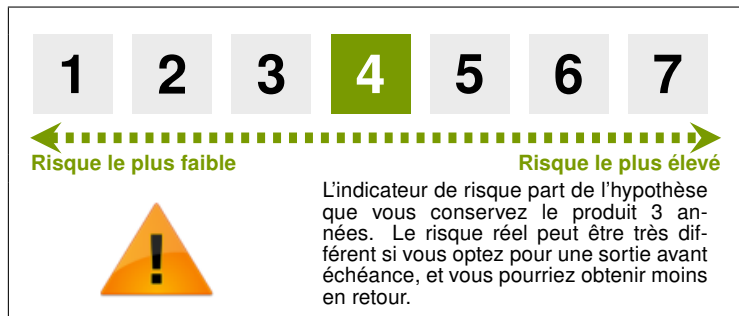 1 2 3 4 5 6 7
Risque le plus faible Risque le plus élevé
L'indicateur de risque part de l'hypothèse
que vous conservez le produit 3 an-
nées. Le risque réel peut être très dif-
férent si vous optez pour une sortie avant
échéance, et vous pourriez obtenir moins
en retour.